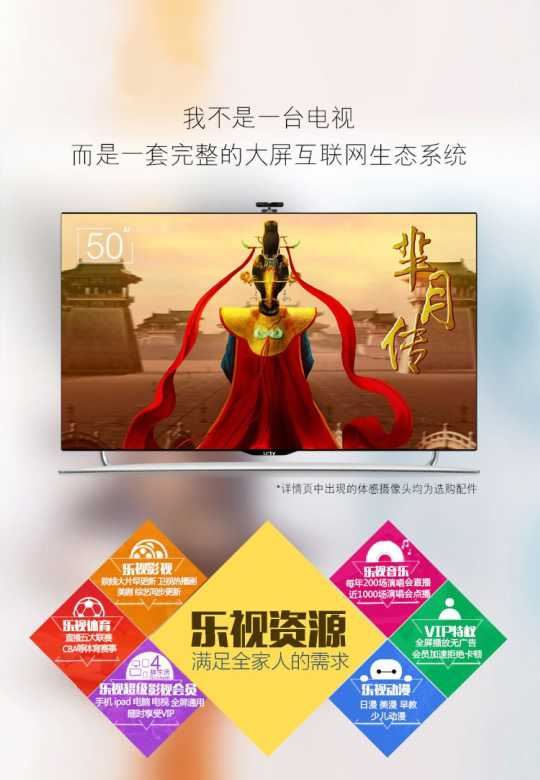 我不是一台电视
而是一套完整的大屏互联网生态系统
50"
芈月传
Letv
*详情页中出现的体感摄像头均为选购配件
乐视影视
院线大片早更新 卫视热播剧
美剧 综艺同步更新
乐视体育
直播五大联赛
CBA等体育赛事
4
乐视超级影视会员
手机 ipad 电脑 电视 全屏通用
随时享受VIP
乐视资源
满足全家人的需求
乐视音乐
每年200场演唱会直播
近1000场演唱会点播
VIP特权
全屏播放无广告
会员加速拒绝卡顿
乐视动漫
日漫 美漫 早教
少儿动漫